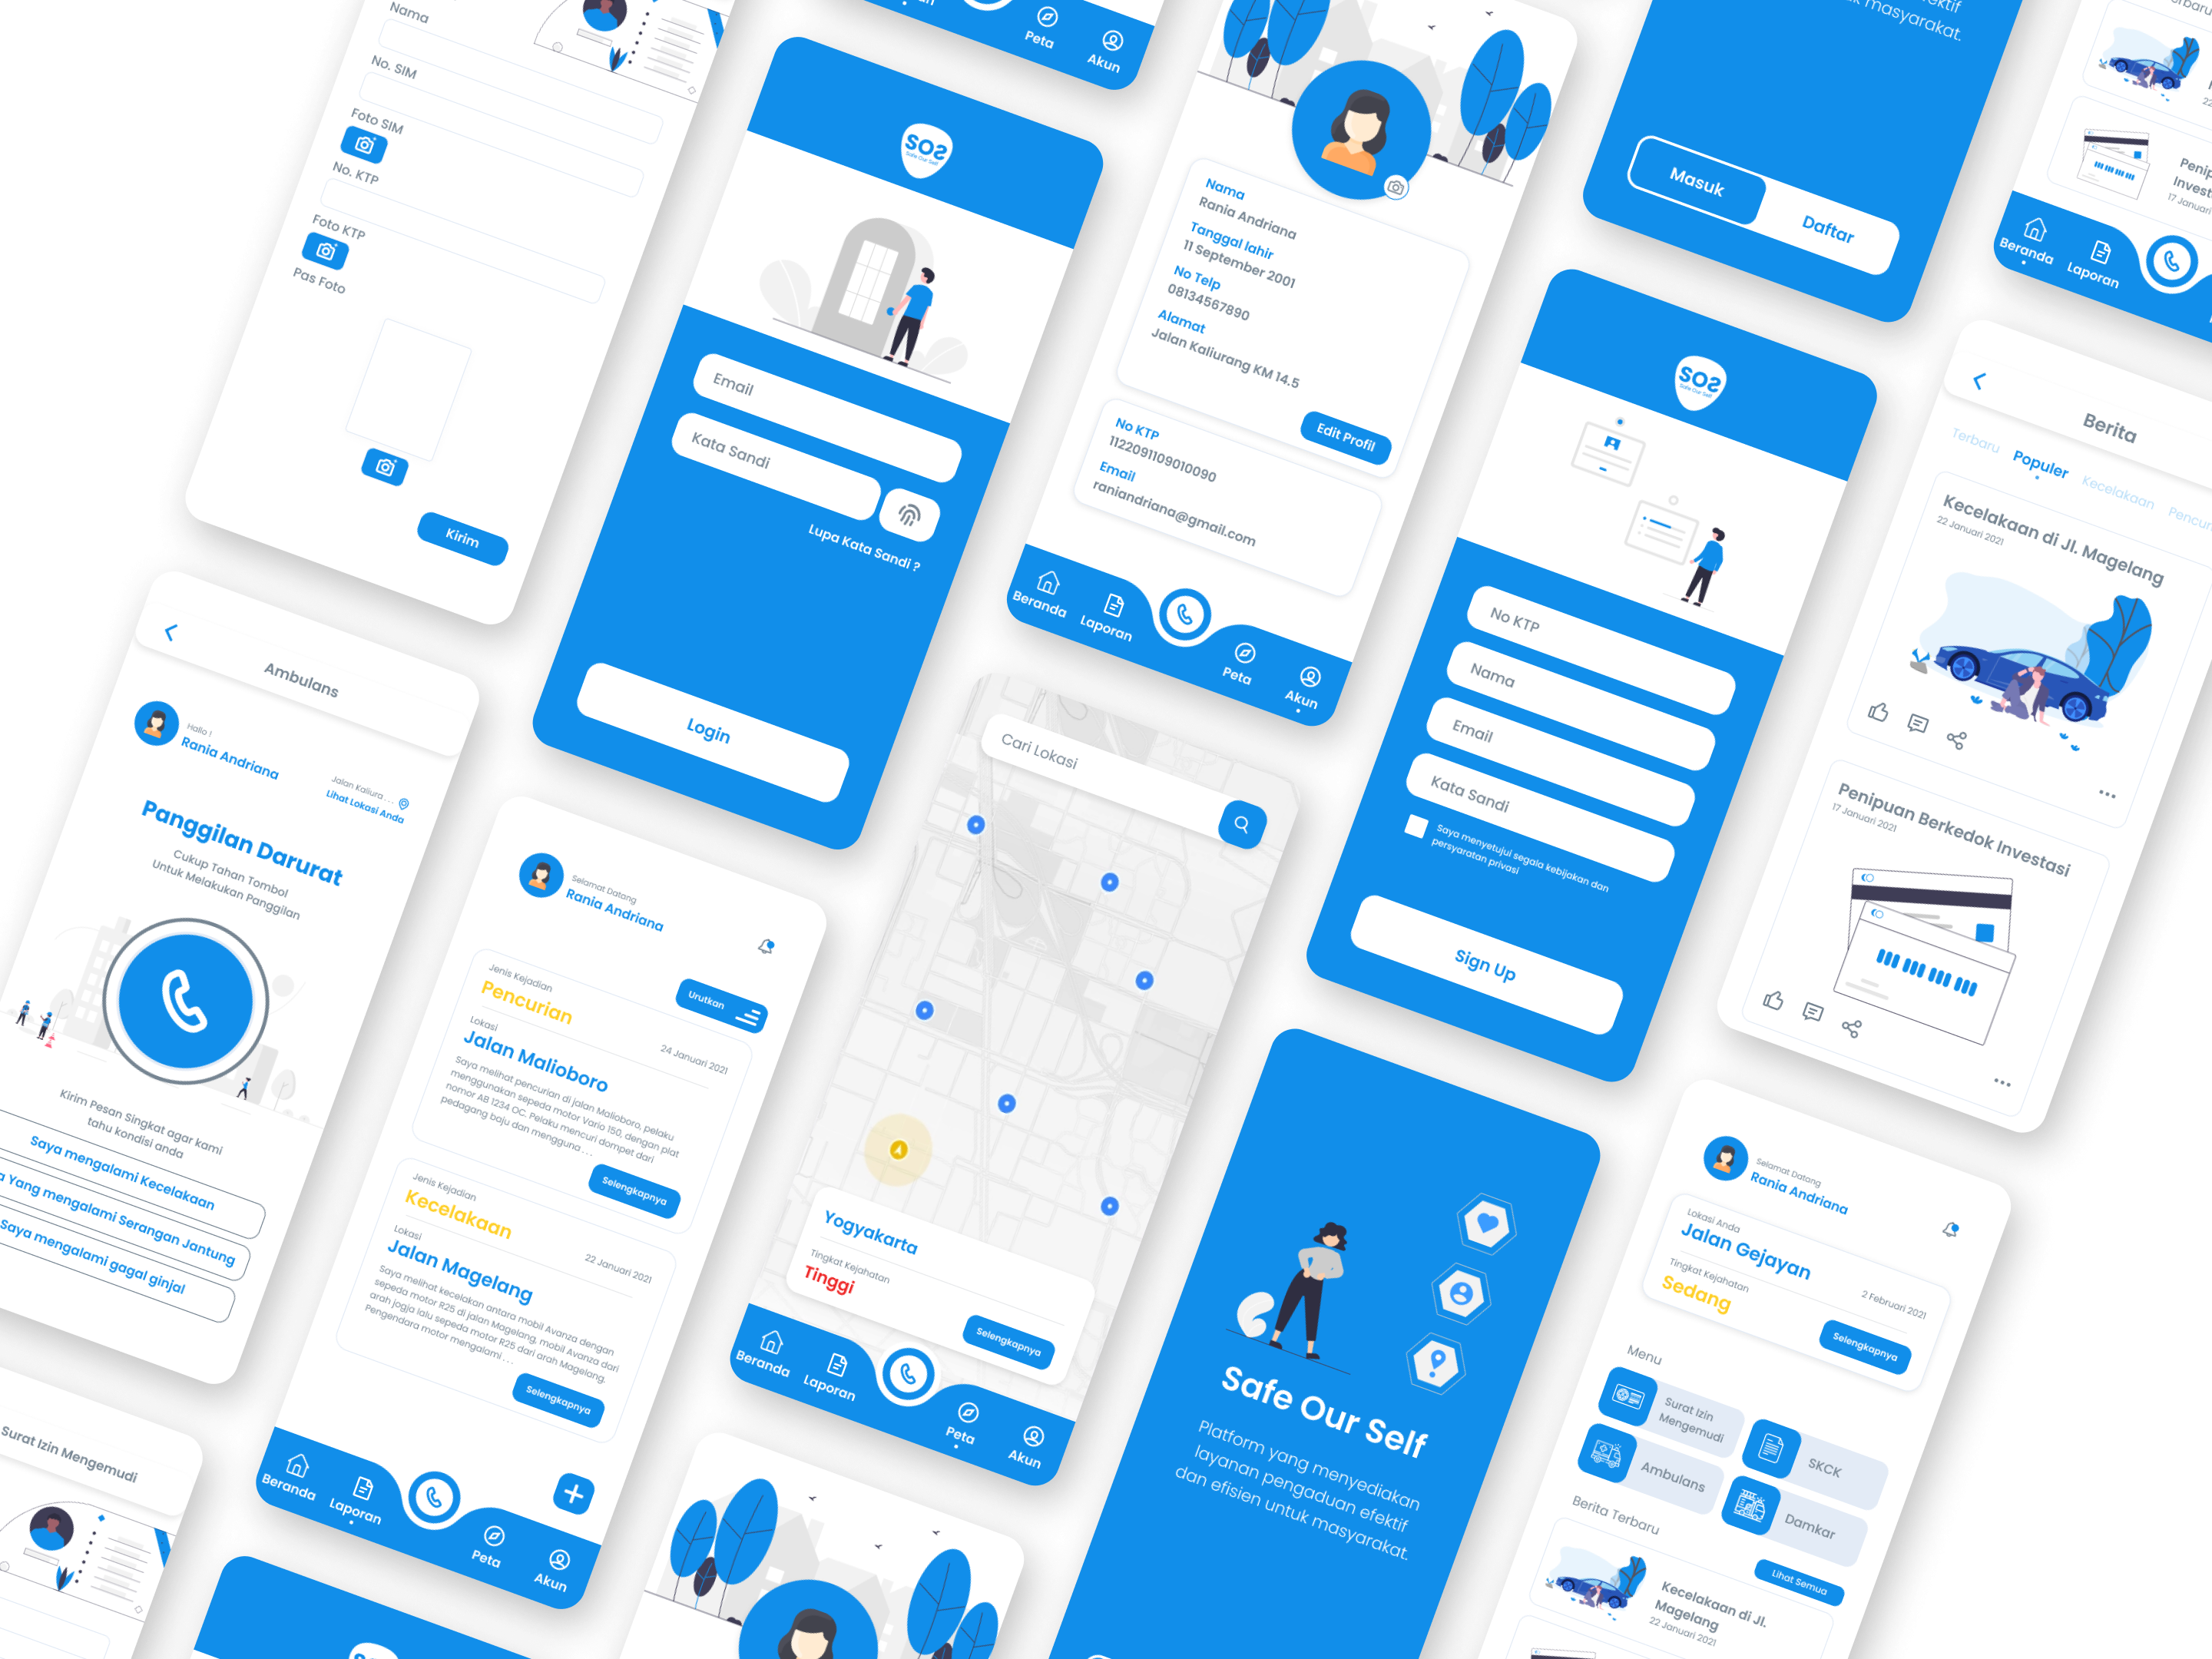 Nama
No. SIM
Foto SIM
No. KTP
Foto KTP
Pas Foto
Kirim
Peta
Akun
SOS
Safe Our Self
Email
Kata Sandi
Lupa Kata Sandi ?
Login
Nama
Rania Andriana
Tanggal lahir
11 September 2001
No Telp
08134567890
Alamat
Jalan Kaliurang KM 14.5
Edit Profil
No KTP
1122091109010090
Email
raniandriana@gmail.com
Beranda
Laporan
Peta
Akun
masyarakat.
Masuk
Daftar
SOS
Safe Our Self
No KTP
Nama
Email
Kata Sandi
Saya menyetujui segala kebijakan dan
persyaratan privasi
Sign Up
17 Januari
Beranda
Laporan
Berita
Terbaru
Populer
Kecelakaan
Kecelakaan di Jl. Magelang
22 Januari 2021
Penipuan Berkedok Investasi
17 Januari 2021
Ambulans
Hallo !
Rania Andriana
Jalan Kaliura . . .
Lihat Lokasi Anda
Panggilan Darurat
Cukup Tahan Tombol
Untuk Melakukan Panggilan
Kirim Pesan Singkat agar kami
tahu kondisi anda
Saya mengalami Kecelakaan
a Yang mengalami Serangan Jantung
Saya mengalami gagal ginjal
Selamat Datang
Rania Andriana
Urutkan
Jenis Kejadian
Pencurian
24 Januari 2021
Lokasi
Jalan Malioboro
Saya melihat pencurian di jalan Malioboro, pelaku
menggunakan sepeda motor Vario 150, dengan plat
nomor AB 1234 OC. Pelaku mencuri dompet dari
pedagang baju dan mengguna . . .
Selengkapnya
Jenis Kejadian
Kecelakaan
22 Januari 2021
Lokasi
Jalan Magelang
Saya melihat kecelakan antara mobil Avanza dengan
sepeda motor R25 di jalan Magelang, mobil Avanza dari
arah jogja lalu sepeda motor R25 dari arah Magelang.
Pengendara motor mengalami . . .
Selengkapnya
Beranda
Laporan
Peta
Akun
Cari Lokasi
Yogyakarta
Tingkat Kejahatan
Tinggi
Selengkapnya
Beranda
Laporan
Peta
Akun
Safe Our Self
Platform yang menyediakan
layanan pengaduan efektif
dan efisien untuk masyarakat.
Selamat Datang
Rania Andriana
Lokasi Anda
Jalan Gejayan
2 Februari 2021
Tingkat Kejahatan
Sedang
Selengkapnya
Menu
Surat Izin
Mengemudi
SKCK
Ambulans
Damkar
Berita Terbaru
Lihat Semua
Kecelakaan di Jl.
Magelang
22 Januari 2021
Surat Izin Mengemudi